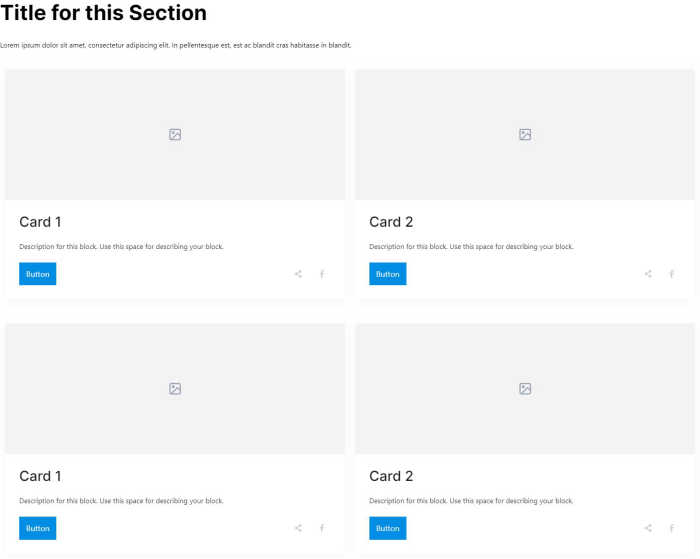 Title for this Section
Lorem ipsum dolor sit amet, consectetur adipiscing elit. In pellentesque est, est ac blandit cras habitasse in blandit.
Card 1
Description for this block. Use this space for describing your block.
Button
Card 2
Description for this block. Use this space for describing your block.
Button
Card 1
Description for this block. Use this space for describing your block.
Button
Card 2
Description for this block. Use this space for describing your block.
Button